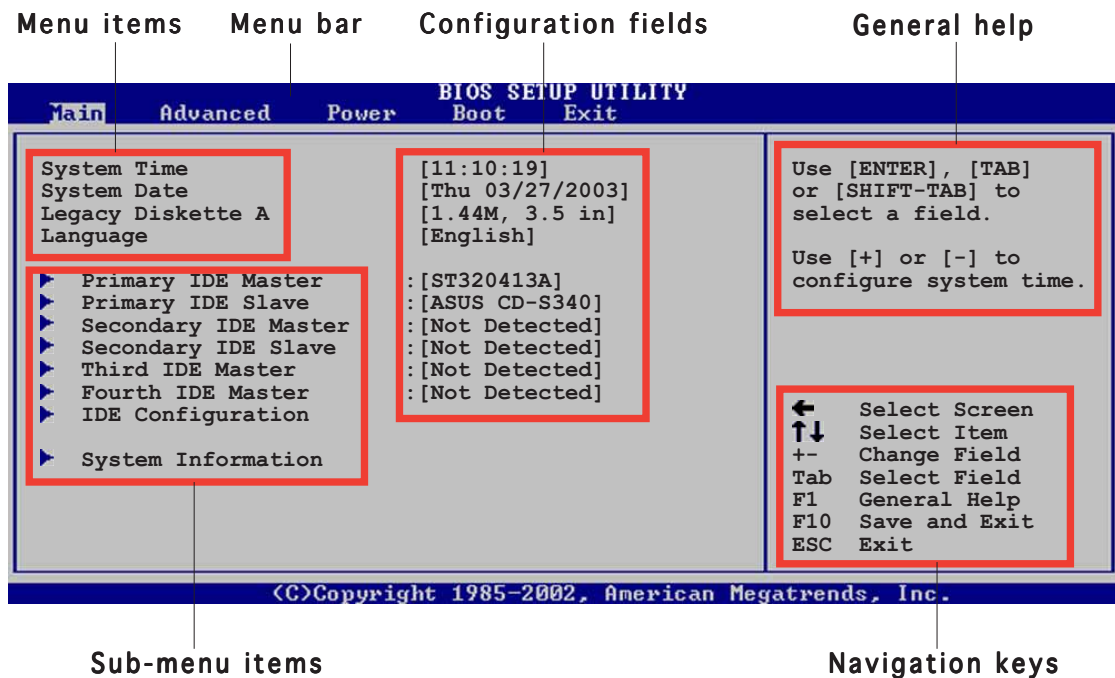 Menu items Menu bar Configuration fields General help
BIOS SETUP UTILITY
Main Advanced Power Boot Exit
System Time [11:10:19]
System Date [Thu 03/27/2003]
Legacy Diskette A [1.44M, 3.5 in]
Language [English]
Primary IDE Master :[ST320413A]
Primary IDE Slave :[ASUS CD-S340]
Secondary IDE Master :[Not Detected]
Secondary IDE Slave :[Not Detected]
Third IDE Master :[Not Detected]
Fourth IDE Master :[Not Detected]
IDE Configuration
System Information
Use [ENTER], [TAB]
or [SHIFT-TAB] to
select a field.
Use [+] or [-] to
configure system time.
← Select Screen
↑↓ Select Item
+- Change Field
Tab Select Field
F1 General Help
F10 Save and Exit
ESC Exit
(C)Copyright 1985-2002, American Megatrends, Inc.
Sub-menu items Navigation keys